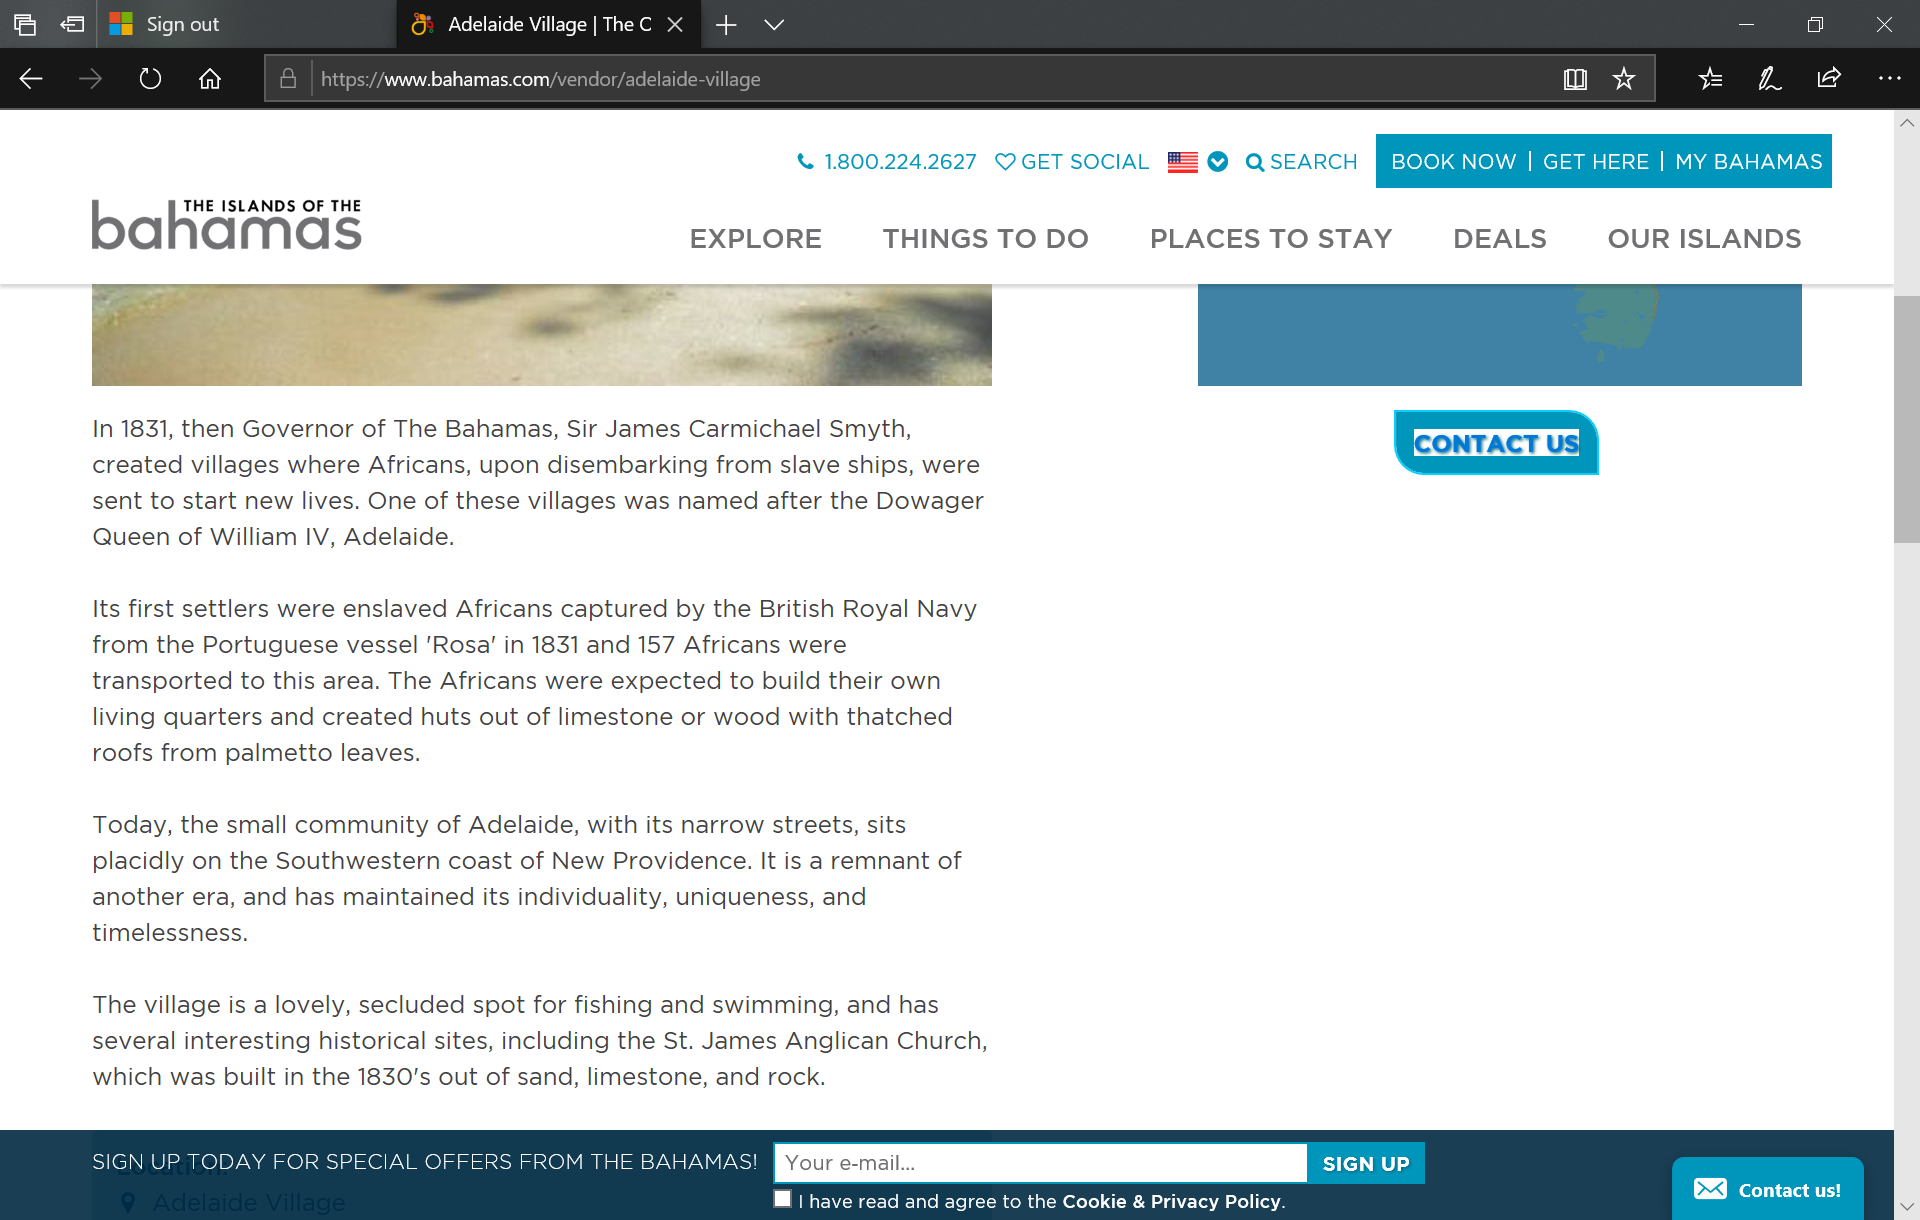 Sign out
Adelaide Village | The O
https://www.bahamas.com/vendor/adelaide-village
1.800.224.2627 GET SOCIAL SEARCH BOOK NOW | GET HERE | MY BAHAMAS
THE ISLANDS OF THE
bahamas
EXPLORE THINGS TO DO PLACES TO STAY DEALS OUR ISLANDS
In 1831, then Governor of The Bahamas, Sir James Carmichael Smyth,
created villages where Africans, upon disembarking from slave ships, were
sent to start new lives. One of these villages was named after the Dowager
Queen of William IV, Adelaide.
CONTACT US
Its first settlers were enslaved Africans captured by the British Royal Navy
from the Portuguese vessel 'Rosa' in 1831 and 157 Africans were
transported to this area. The Africans were expected to build their own
living quarters and created huts out of limestone or wood with thatched
roofs from palmetto leaves.
Today, the small community of Adelaide, with its narrow streets, sits
placidly on the Southwestern coast of New Providence. It is a remnant of
another era, and has maintained its individuality, uniqueness, and
timelessness.
The village is a lovely, secluded spot for fishing and swimming, and has
several interesting historical sites, including the St. James Anglican Church,
which was built in the 1830's out of sand, limestone, and rock.
SIGN UP TODAY FOR SPECIAL OFFERS FROM THE BAHAMAS! Your e-mail... SIGN UP
Location:
I have read and agree to the Cookie & Privacy Policy.
Adelaide Village
Contact us!